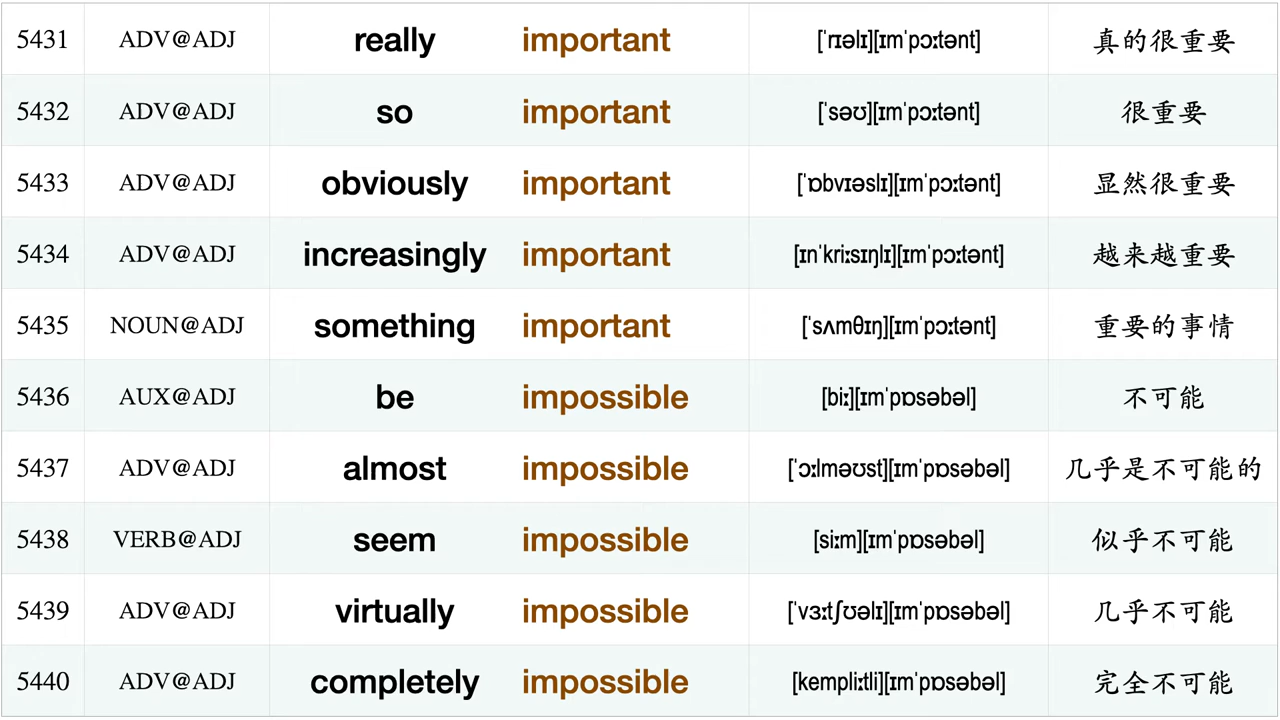 5431 ADV@ADJ really important [ˈrɪəlɪ][ɪmˈpɔːtənt] 真的很重要
5432 ADV@ADJ so important [ˈsəʊ][ɪmˈpɔːtənt] 很重要
5433 ADV@ADJ obviously important [ˈɒbvɪəslɪ][ɪmˈpɔːtənt] 显然很重要
5434 ADV@ADJ increasingly important [ɪnˈkriːsɪŋlɪ][ɪmˈpɔːtənt] 越来越重要
5435 NOUN@ADJ something important [ˈsʌmθɪŋ][ɪmˈpɔːtənt] 重要的事情
5436 AUX@ADJ be impossible [biː][ɪmˈpɒsəbəl] 不可能
5437 ADV@ADJ almost impossible [ˈɔːlməʊst][ɪmˈpɒsəbəl] 几乎是不可能的
5438 VERB@ADJ seem impossible [siːm][ɪmˈpɒsəbəl] 似乎不可能
5439 ADV@ADJ virtually impossible [ˈvɜːtʃʊəlɪ][ɪmˈpɒsəbəl] 几乎不可能
5440 ADV@ADJ completely impossible [kempliːtli][ɪmˈpɒsəbəl] 完全不可能